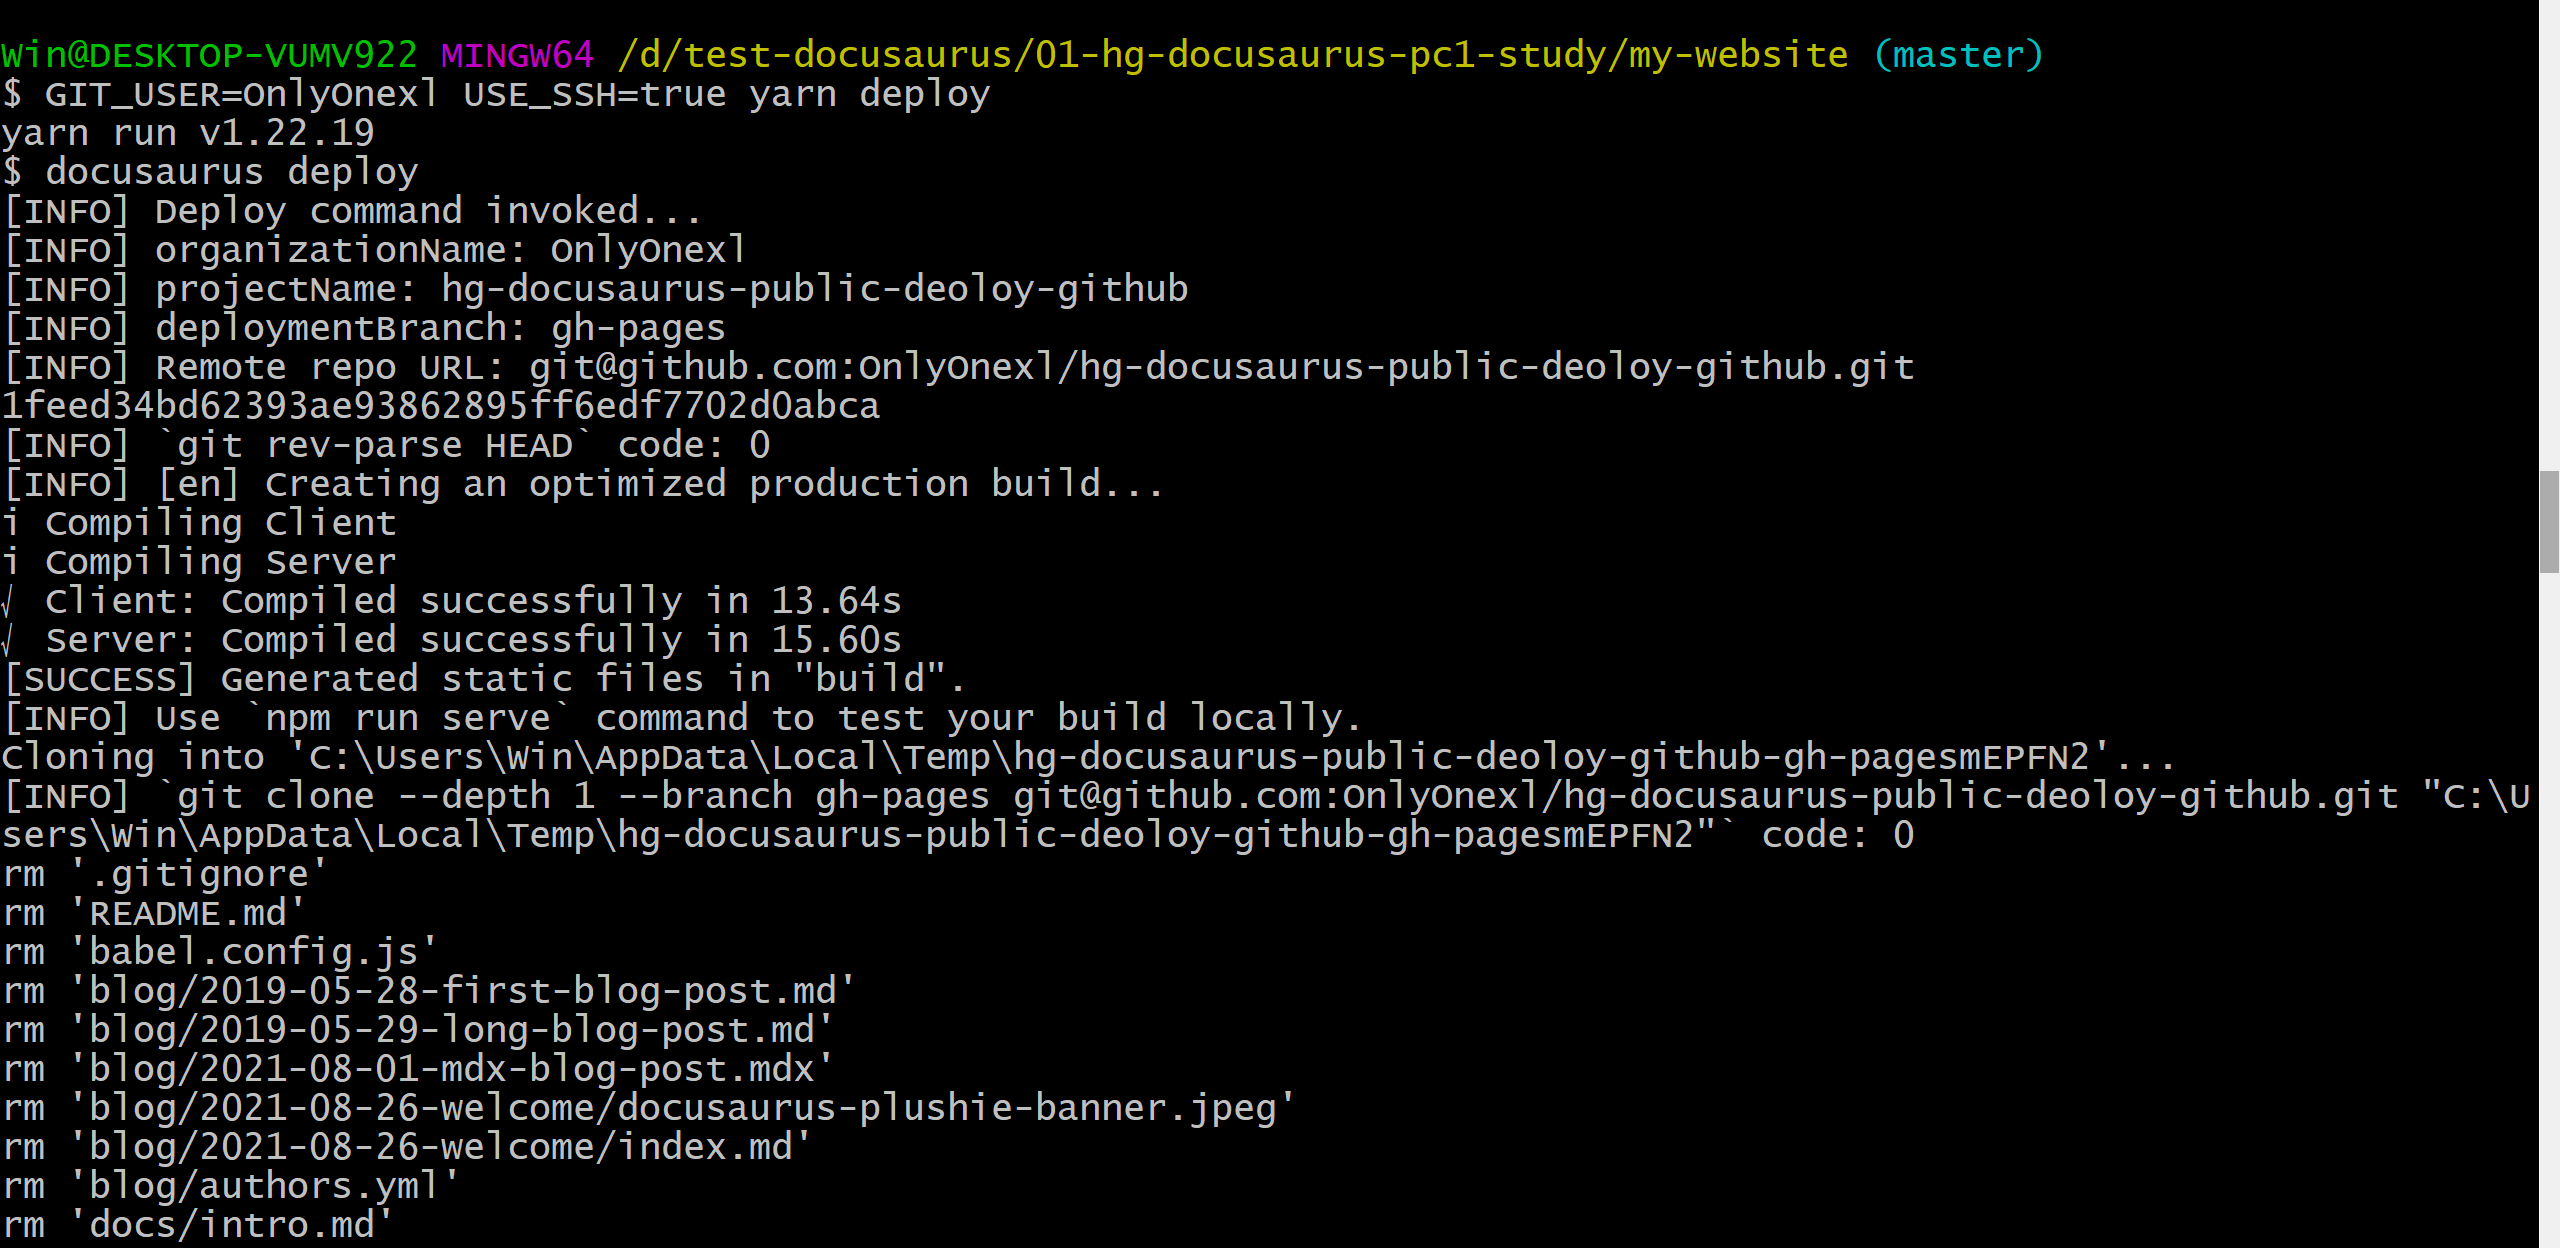 Win@DESKTOP-VUMV922 MINGW64 /d/test-docusaurus/01-hg-docusaurus-pc1-study/my-website (master)
$ GIT_USER=OnlyOnexl USE_SSH=true yarn deploy
yarn run v1.22.19
$ docusaurus deploy
[INFO] Deploy command invoked...
[INFO] organizationName: OnlyOnexl
[INFO] projectName: hg-docusaurus-public-deoloy-github
[INFO] deploymentBranch: gh-pages
[INFO] Remote repo URL: git@github.com:OnlyOnexl/hg-docusaurus-public-deoloy-github.git
1feed34bd62393ae93862895ff6edf7702d0abca
[INFO] `git rev-parse HEAD` code: 0
[INFO] [en] Creating an optimized production build...
i Compiling Client
i Compiling Server
√ Client: Compiled successfully in 13.64s
√ Server: Compiled successfully in 15.60s
[SUCCESS] Generated static files in "build".
[INFO] Use `npm run serve` command to test your build locally.
Cloning into 'C:\Users\Win\AppData\Local\Temp\hg-docusaurus-public-deoloy-github-gh-pagesmEPFN2'...
[INFO] `git clone --depth 1 --branch gh-pages git@github.com:OnlyOnexl/hg-docusaurus-public-deoloy-github.git "C:\U
sers\Win\AppData\Local\Temp\hg-docusaurus-public-deoloy-github-gh-pagesmEPFN2"` code: 0
rm '.gitignore'
rm 'README.md'
rm 'babel.config.js'
rm 'blog/2019-05-28-first-blog-post.md'
rm 'blog/2019-05-29-long-blog-post.md'
rm 'blog/2021-08-01-mdx-blog-post.mdx'
rm 'blog/2021-08-26-welcome/docusaurus-plushie-banner.jpeg'
rm 'blog/2021-08-26-welcome/index.md'
rm 'blog/authors.yml'
rm 'docs/intro.md'